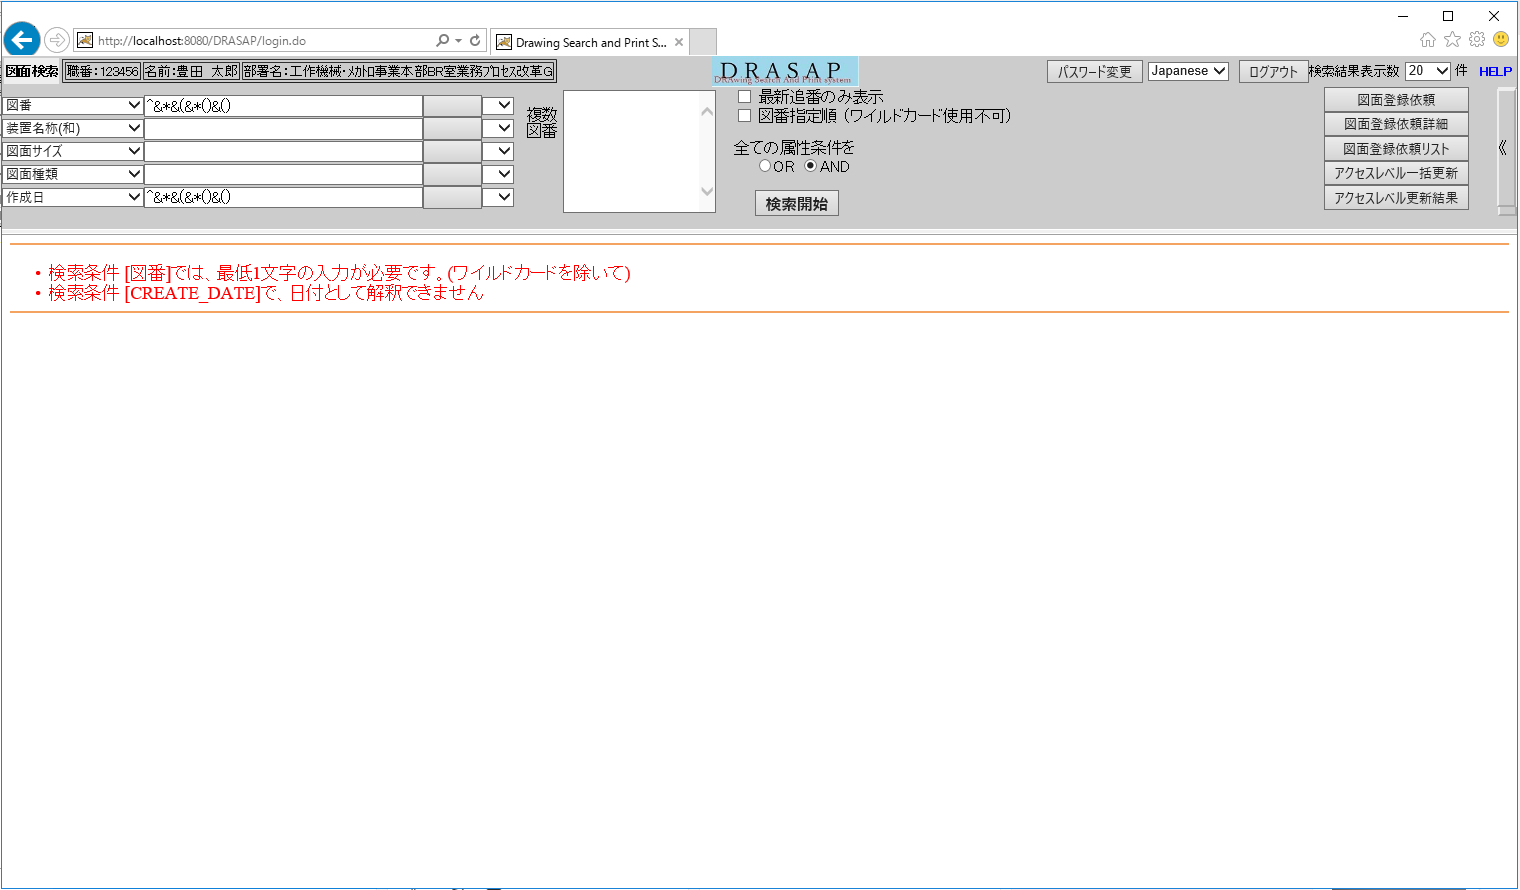 http://localhost:8080/DRASAP/login.do
Drawing Search and Print S...
図面検索 職番：123456 名前：豊田　太郎 部署名：工作機械・ﾒｶﾄﾛ事業本部BR室業務ﾌﾟﾛｾｽ改革G
DRASAP
DRAwing Search And Print system
パスワード変更 Japanese ログアウト 検索結果表示数 20 件 HELP
図番 ^&*&(&*()&()
装置名称(和)
図面サイズ
図面種類
作成日 ^&*&(&*()&()
複数
図番
最新追番のみ表示
図番指定順（ワイルドカード使用不可）
全ての属性条件を
OR AND
検索開始
図面登録依頼
図面登録依頼詳細
図面登録依頼リスト
アクセスレベル一括更新
アクセスレベル更新結果
《
• 検索条件 [図番]では、最低1文字の入力が必要です。(ワイルドカードを除いて)
• 検索条件 [CREATE_DATE]で、日付として解釈できません